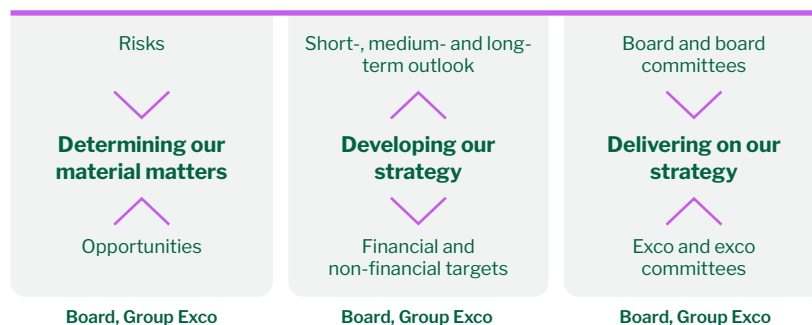 Risks
Determining our
material matters
Opportunities
Board, Group Exco
Short-, medium- and long-
term outlook
Developing our
strategy
Financial and
non-financial targets
Board, Group Exco
Board and board
committees
Delivering on our
strategy
Exco and exco
committees
Board, Group Exco